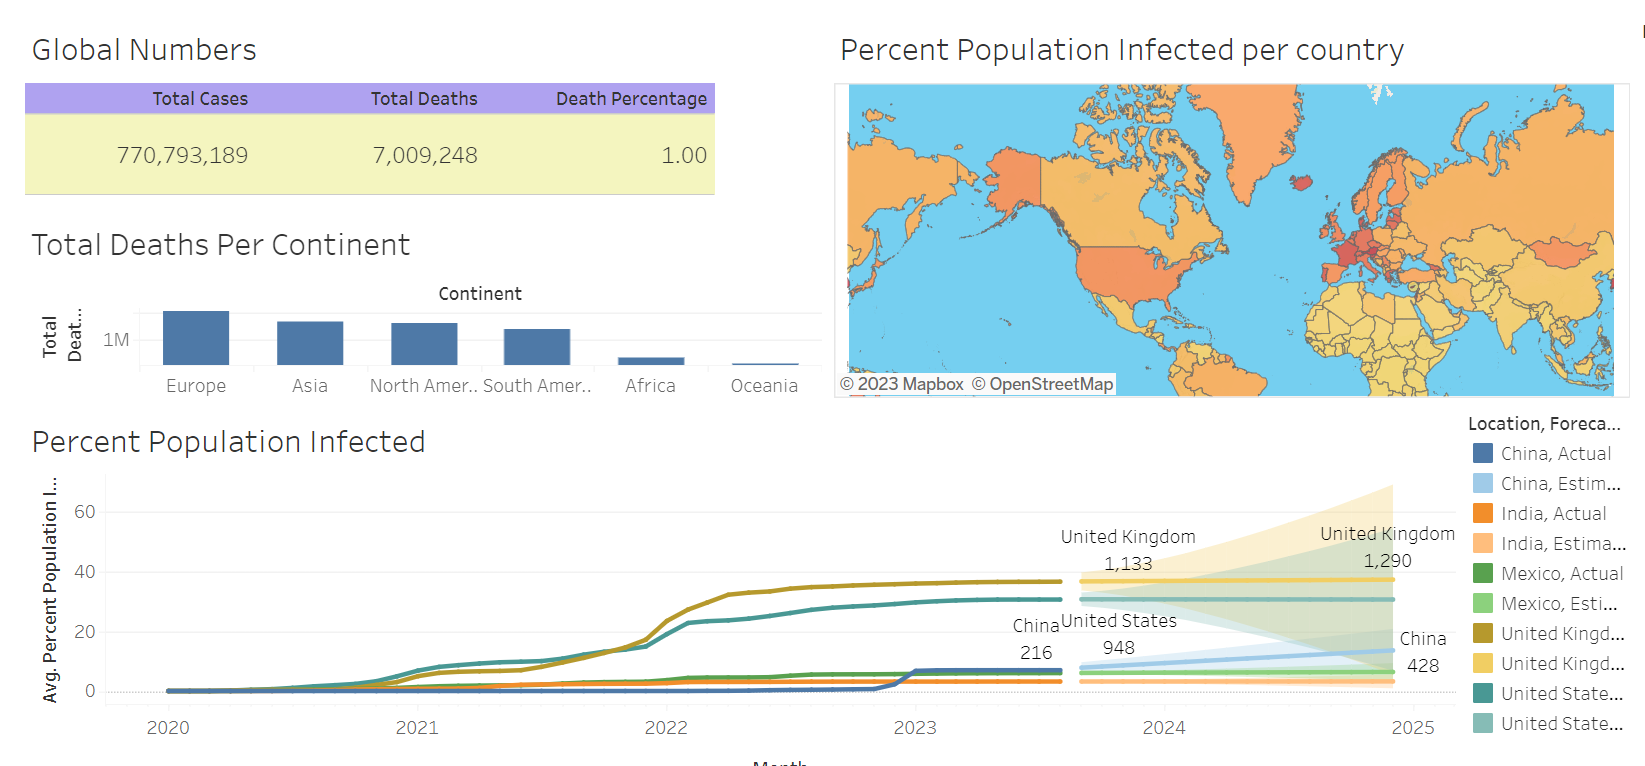 Global Numbers
Total Cases Total Deaths Death Percentage
770,793,189 7,009,248 1.00
Total Deaths Per Continent
Continent
Total
Deat...
1M
Europe Asia North Amer.. South Amer.. Africa Oceania
Percent Population Infected per country
© 2023 Mapbox © OpenStreetMap
Percent Population Infected
Avg. Percent Population I...
60
40
20
0
United Kingdom
1,133
United Kingdom
1,290
China
216
United States
948
China
428
2020 2021 2022 2023 2024 2025
Month
Location, Foreca...
China, Actual
China, Estim...
India, Actual
India, Estima...
Mexico, Actual
Mexico, Esti...
United Kingd...
United Kingd...
United State...
United State...